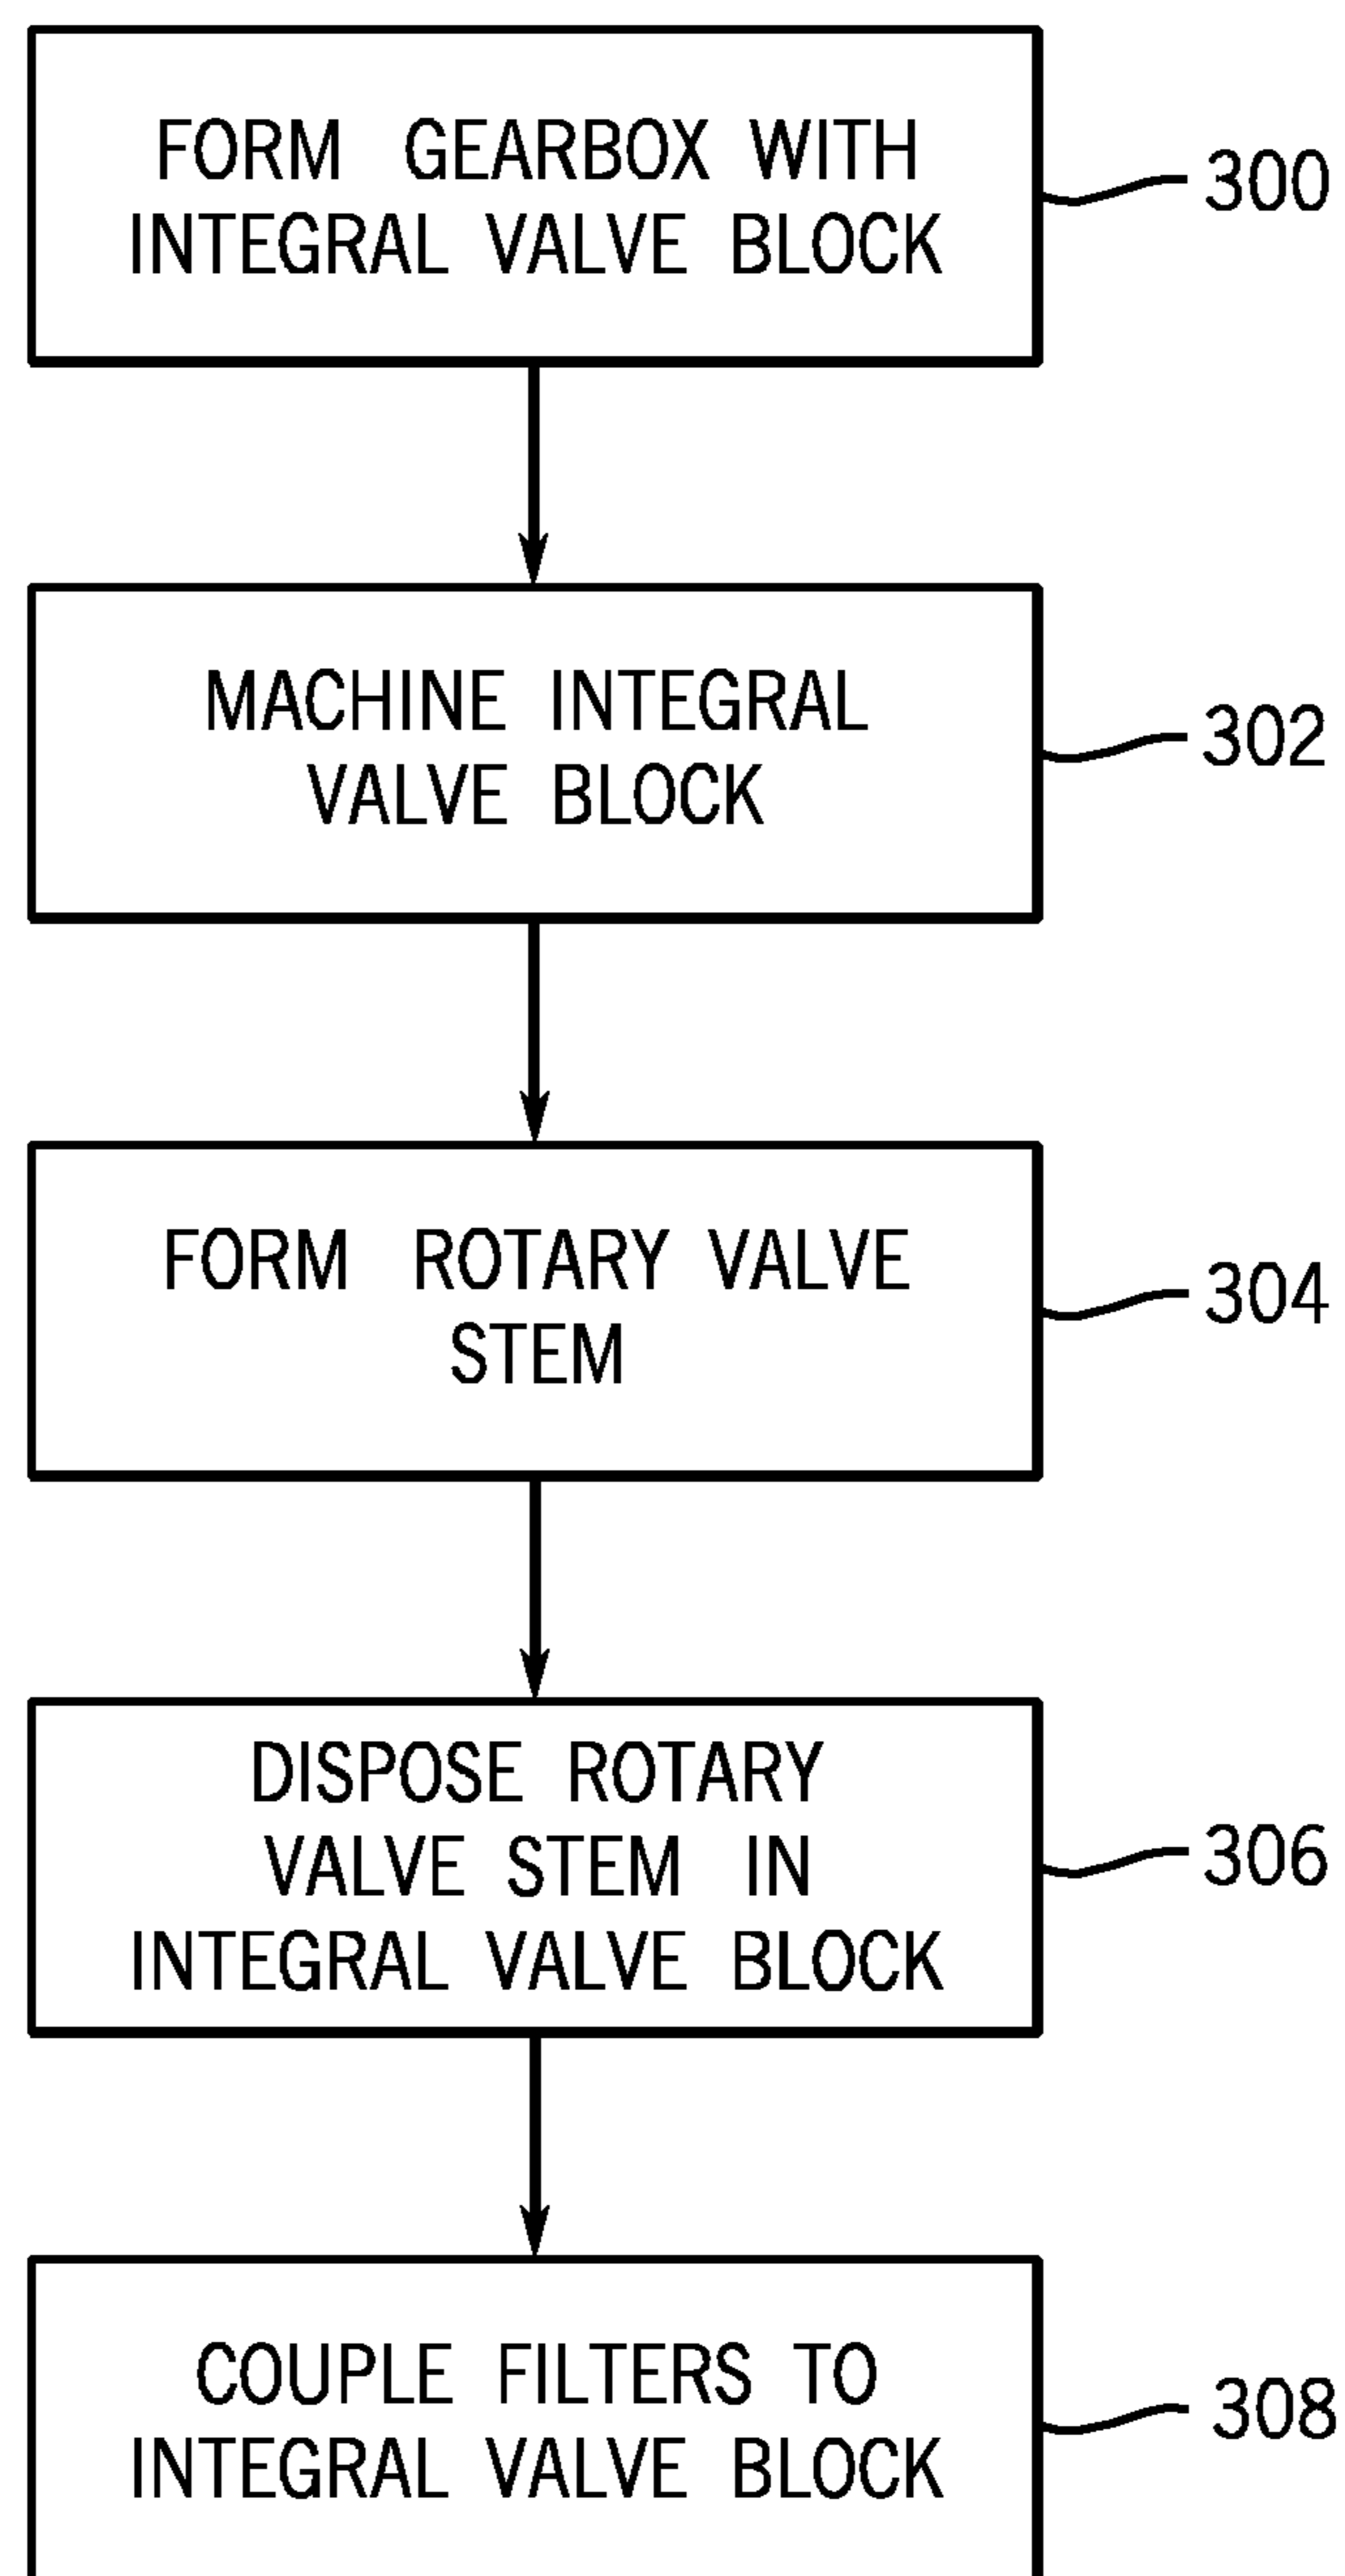 FORM GEARBOX WITH
INTEGRAL VALVE BLOCK
300
MACHINE INTEGRAL
VALVE BLOCK
302
FORM ROTARY VALVE
STEM
304
DISPOSE ROTARY
VALVE STEM IN
INTEGRAL VALVE BLOCK
306
COUPLE FILTERS TO
INTEGRAL VALVE BLOCK
308